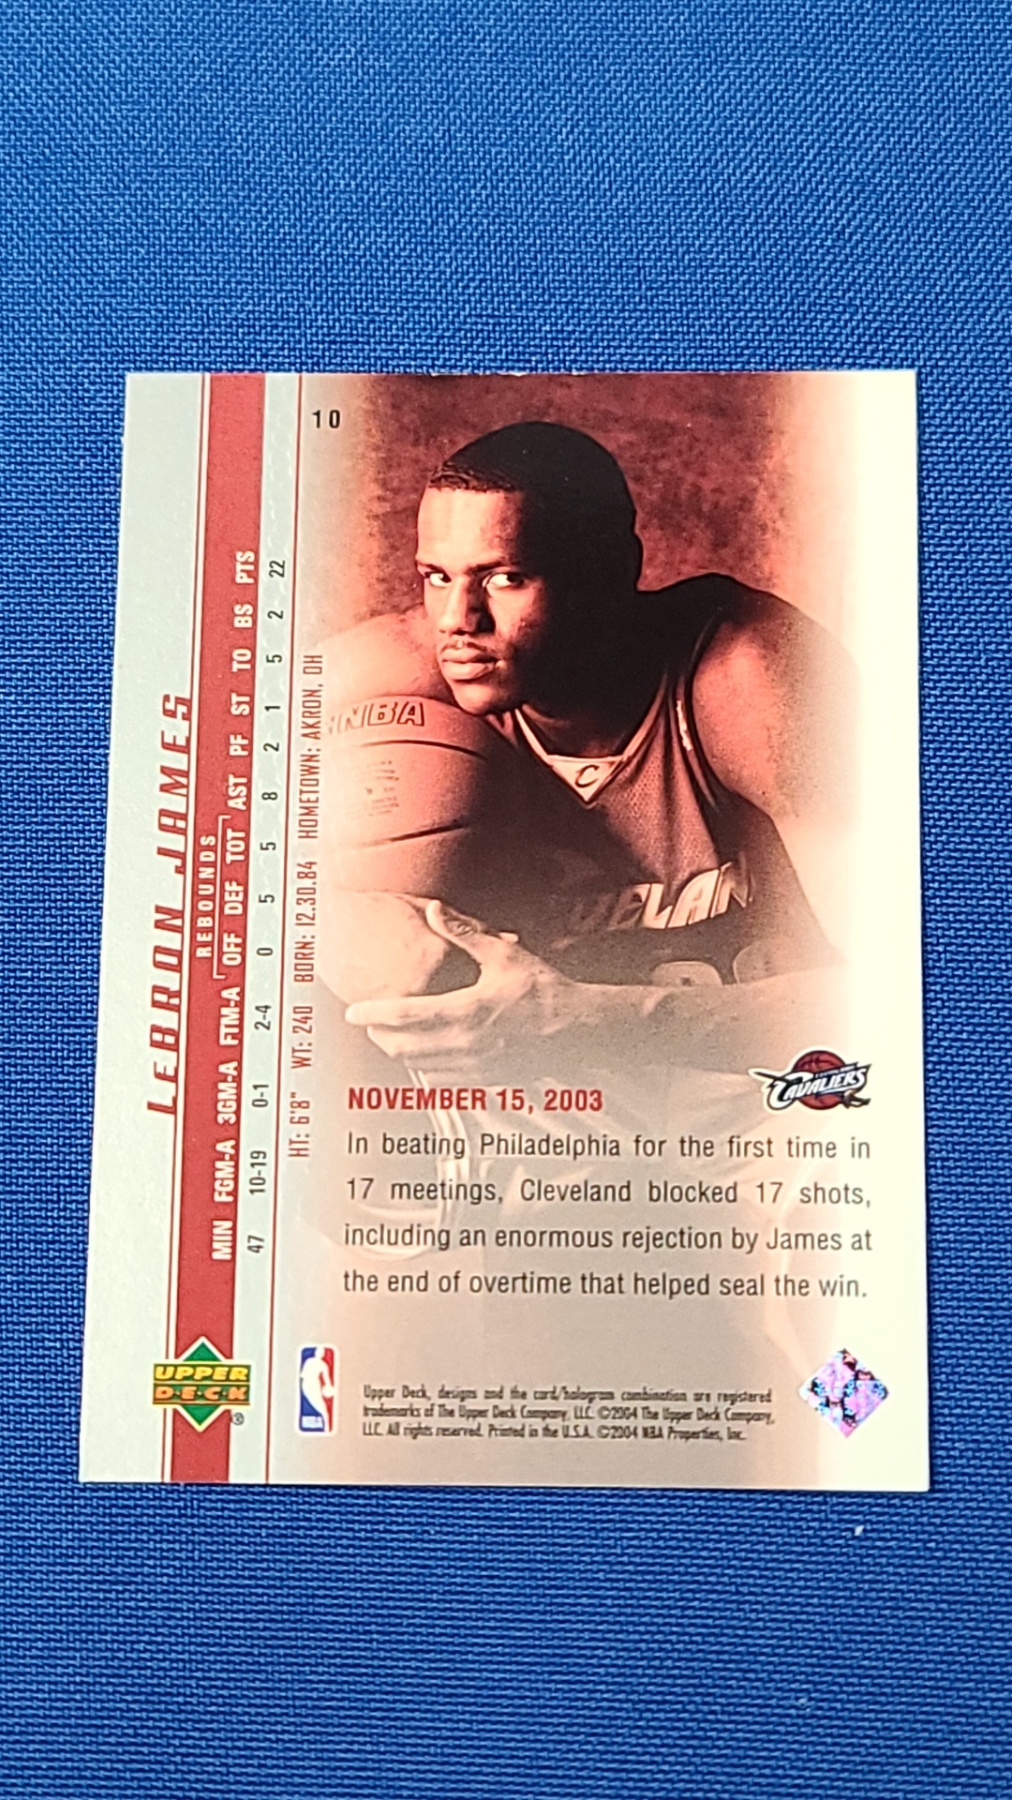 10
LEBRON JAMES
REBOUNDS
MIN FGM-A 3GM-A FTM-A OFF DEF TOT AST PF ST TO BS PTS
47 10-19 0-1 2-4 0 5 5 8 2 1 5 2 22
HT: 6'8" WT: 240 BORN: 12.30.84 HOMETOWN: AKRON, OH
NBA
C
CAVALIERS
NOVEMBER 15, 2003
In beating Philadelphia for the first time in
17 meetings, Cleveland blocked 17 shots,
including an enormous rejection by James at
the end of overtime that helped seal the win.
UPPER
DECK
®
NBA
Upper Deck, designs and the card/hologram combination are registered
trademarks of The Upper Deck Company, LLC. ©2004 The Upper Deck Company,
LLC. All rights reserved. Printed in the U.S.A. ©2004 NBA Properties, Inc.